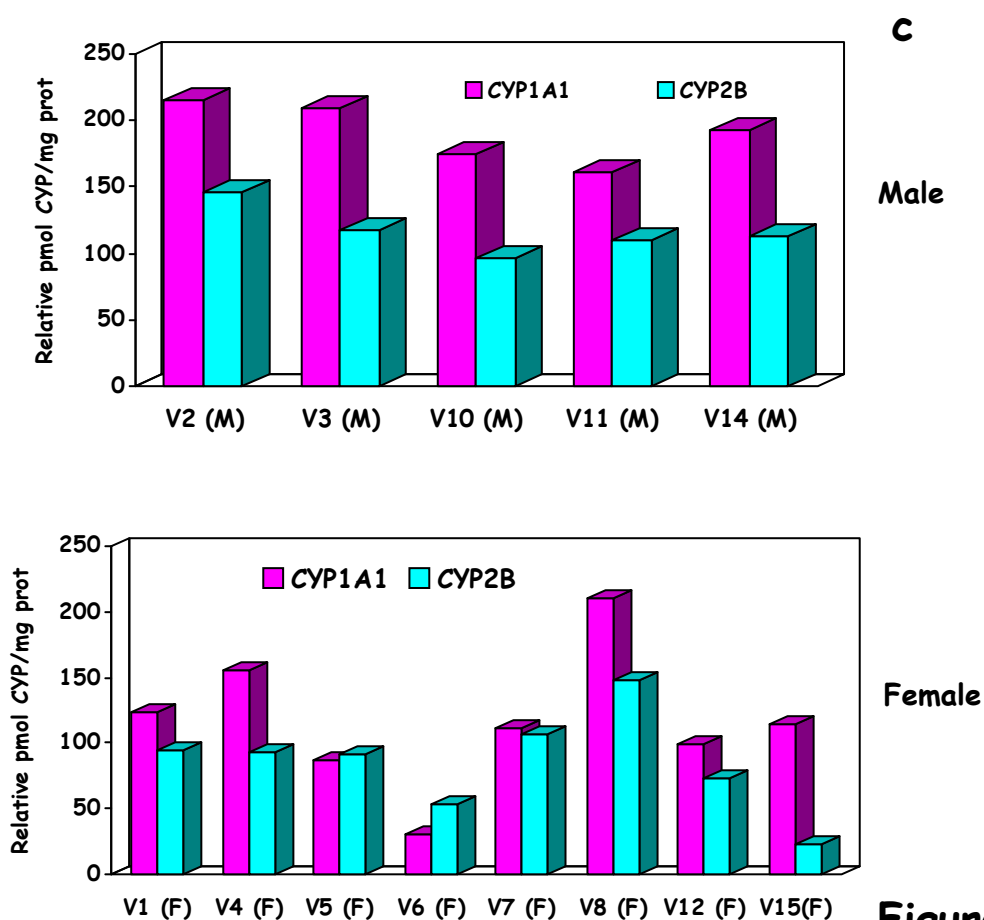 C
250
200
150
100
50
0
Relative pmol CYP/mg prot
CYP1A1 CYP2B
Male
V2 (M) V3 (M) V10 (M) V11 (M) V14 (M)
250
200
150
100
50
0
Relative pmol CYP/mg prot
CYP1A1 CYP2B
Female
V1 (F) V4 (F) V5 (F) V6 (F) V7 (F) V8 (F) V12 (F) V15(F)